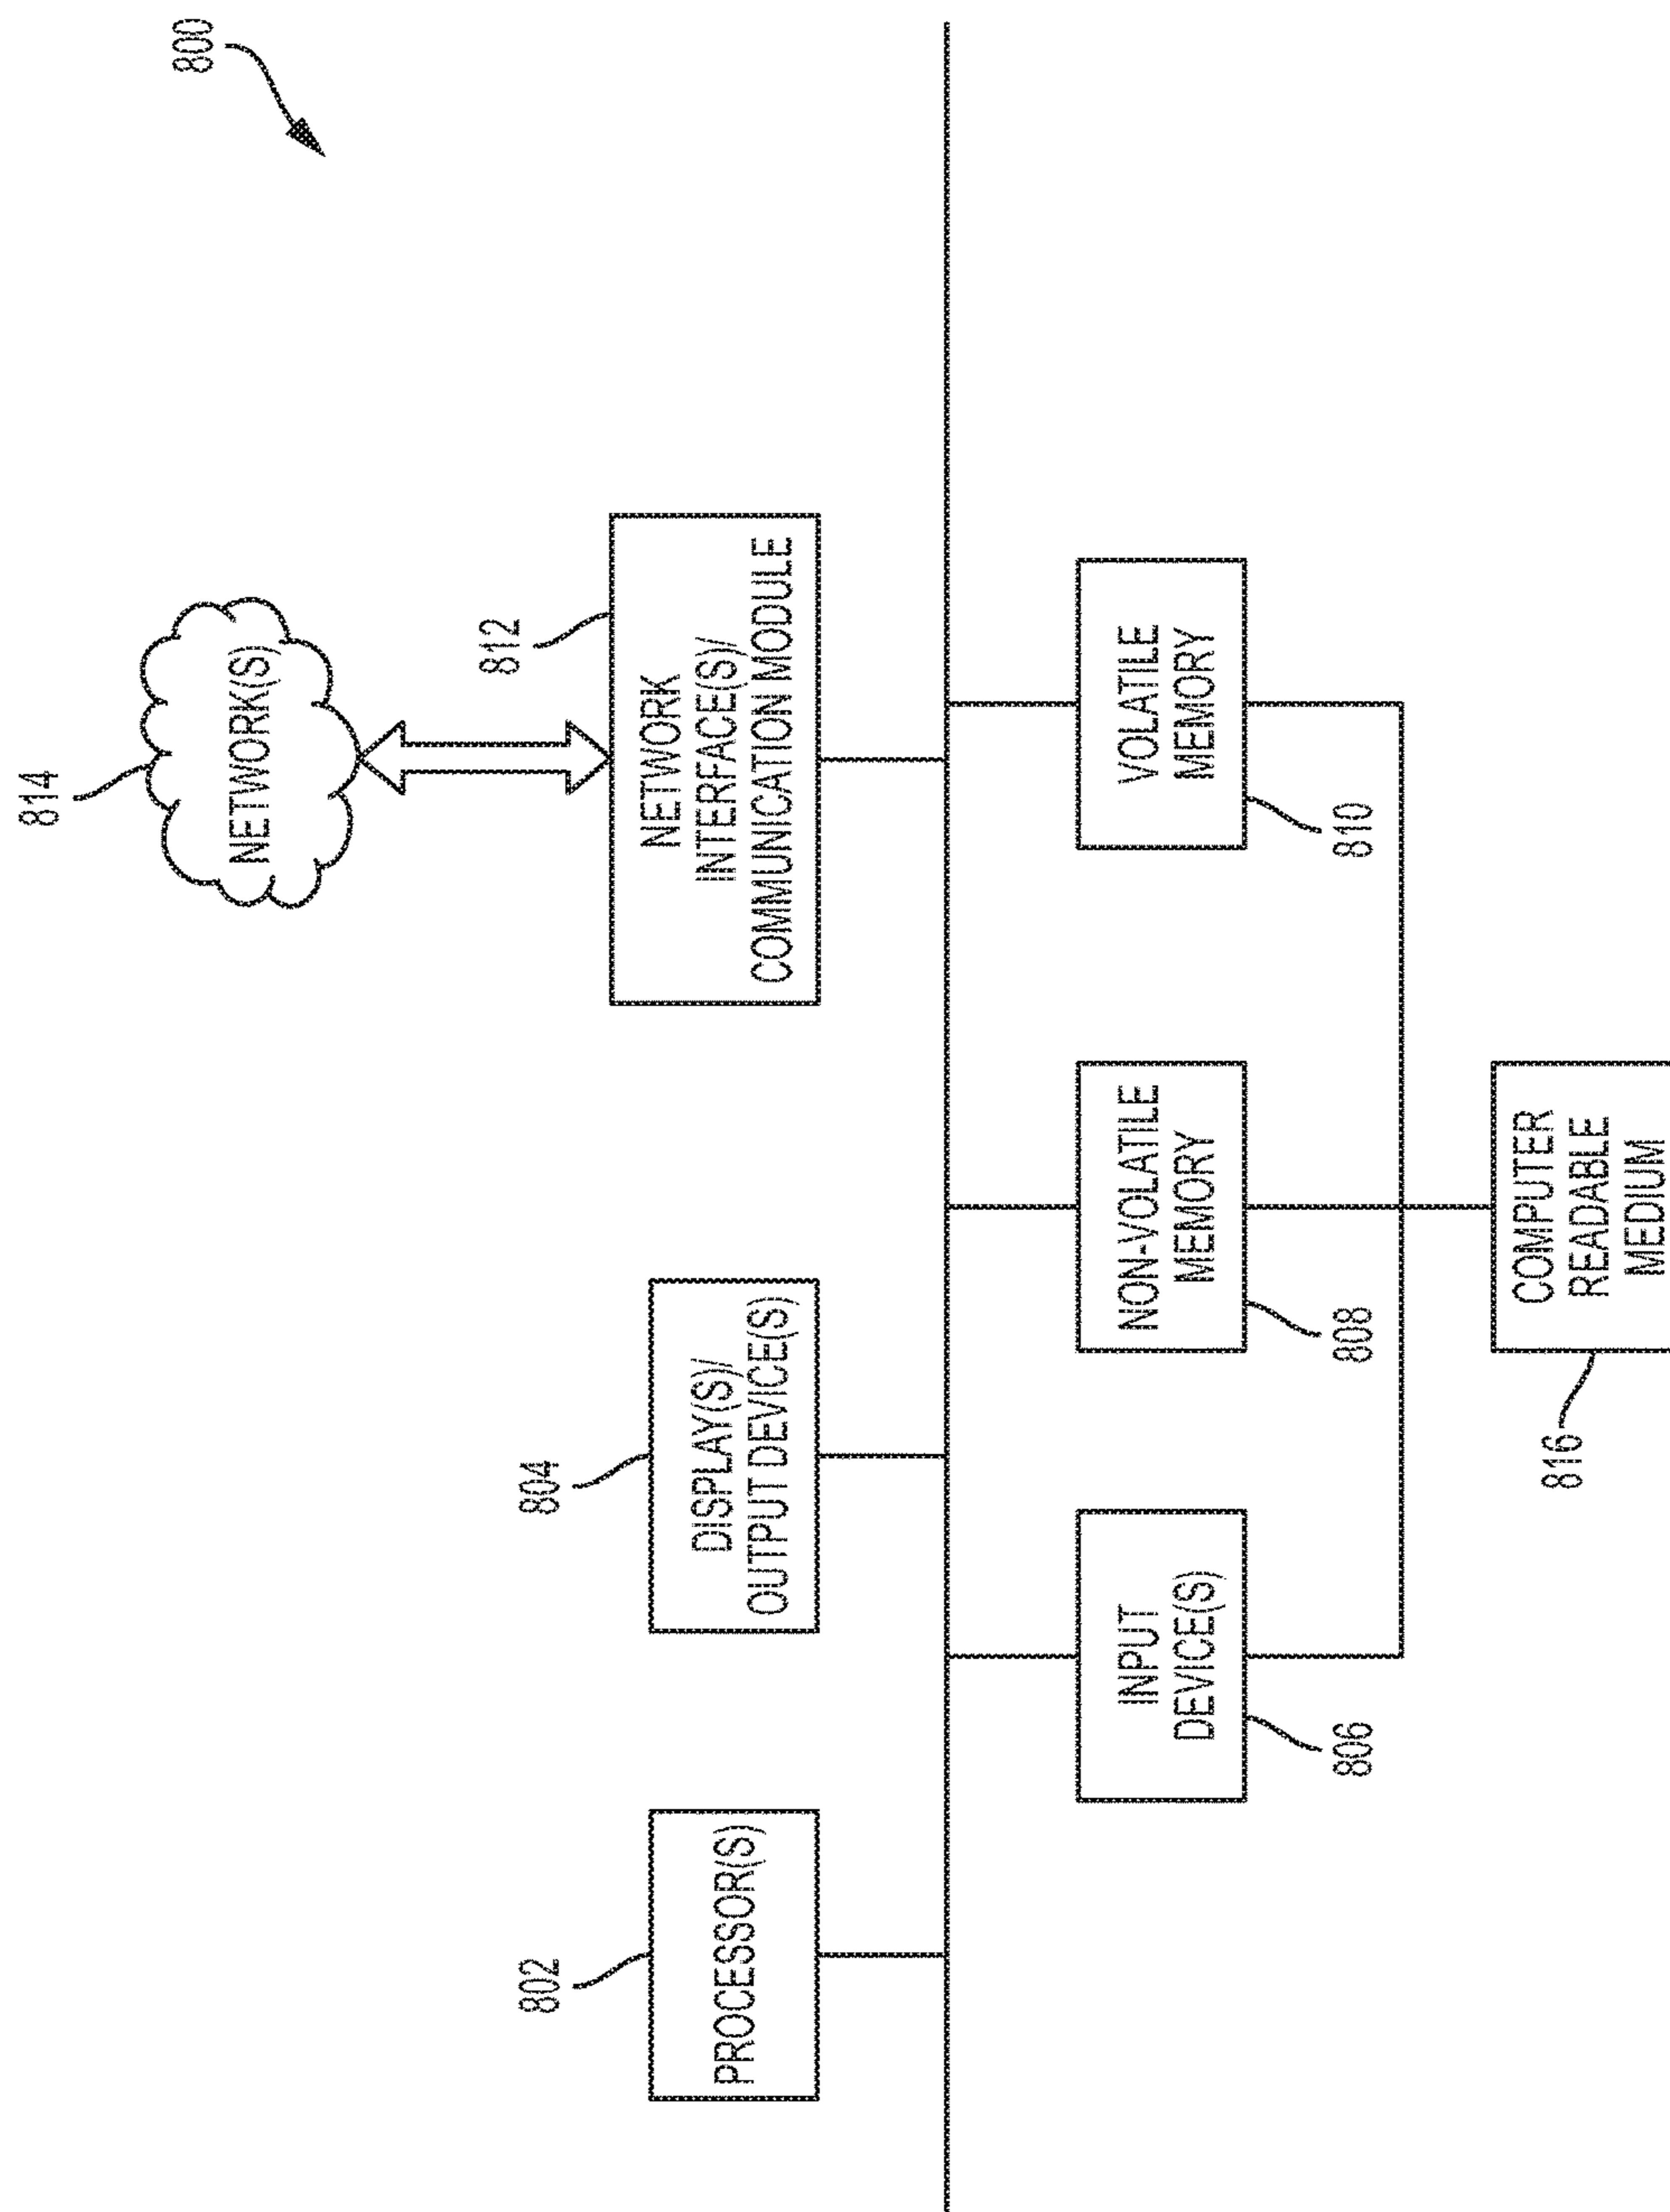 800
814
NETWORK(S)
812
NETWORK
INTERFACE(S)/
COMMUNICATION MODULE
804
DISPLAY(S)/
OUTPUT DEVICE(S)
802
PROCESSOR(S)
INPUT
DEVICE(S)
806
NON-VOLATILE
MEMORY
808
VOLATILE
MEMORY
810
COMPUTER
READABLE
MEDIUM
816